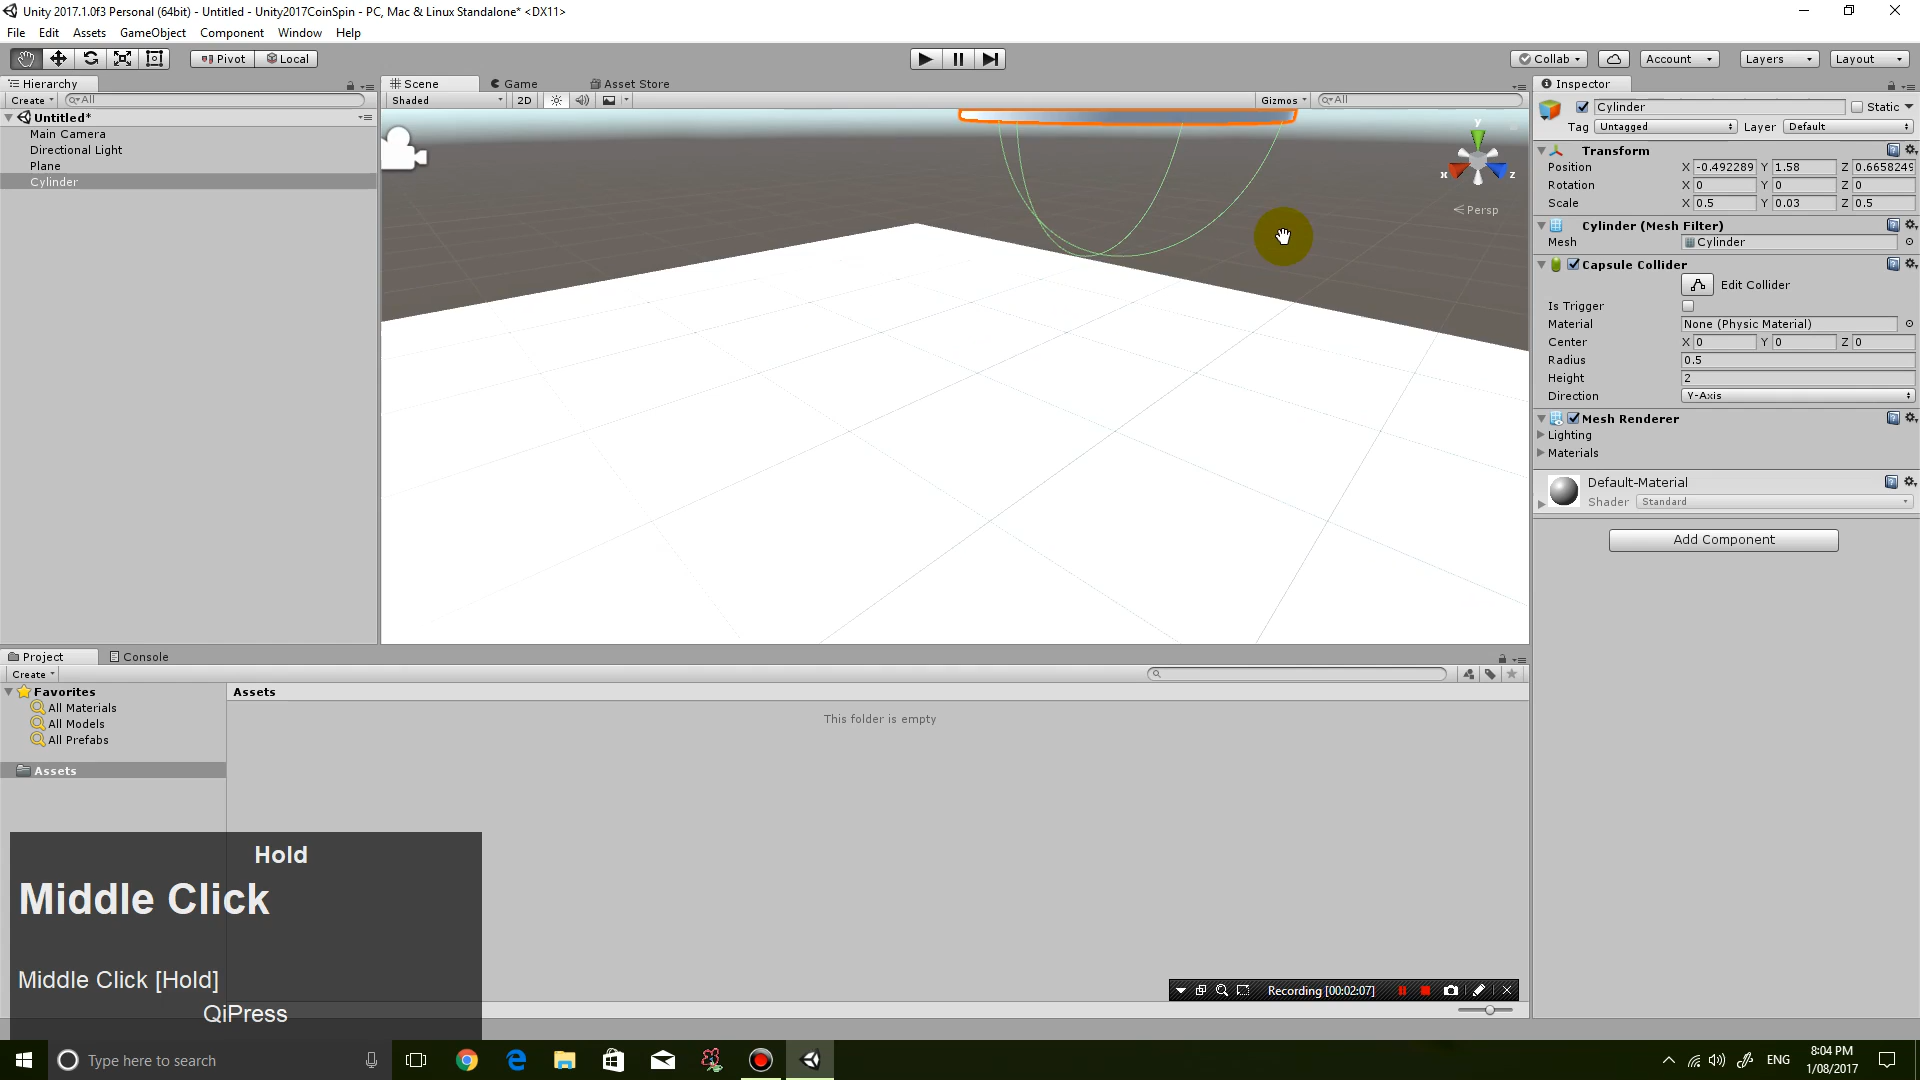 Unity 2017.1.0f3 Personal (64bit) - Untitled - Unity2017CoinSpin - PC, Mac & Linux Standalone* <DX11>
File Edit Assets GameObject Component Window Help
Pivot Local Collab Account Layers Layout
Hierarchy Scene Game Asset Store Inspector
Create All Shaded 2D Gizmos All
Cylinder Static
Untitled*
Tag Untagged Layer Default
Main Camera
Directional Light
Plane
Cylinder
y
x z
Persp
Transform
Position X -0.492289 Y 1.58 Z 0.6658249
Rotation X 0 Y 0 Z 0
Scale X 0.5 Y 0.03 Z 0.5
Cylinder (Mesh Filter)
Mesh Cylinder
Capsule Collider
Edit Collider
Is Trigger
Material None (Physic Material)
Center X 0 Y 0 Z 0
Radius 0.5
Height 2
Direction Y-Axis
Mesh Renderer
Lighting
Materials
Default-Material
Shader Standard
Add Component
Project Console
Create
Favorites
All Materials
All Models
All Prefabs
Assets
Assets
This folder is empty
Hold
Middle Click
Middle Click [Hold]
QiPress
Recording [00:02:07]
Type here to search
ENG
8:04 PM
1/08/2017